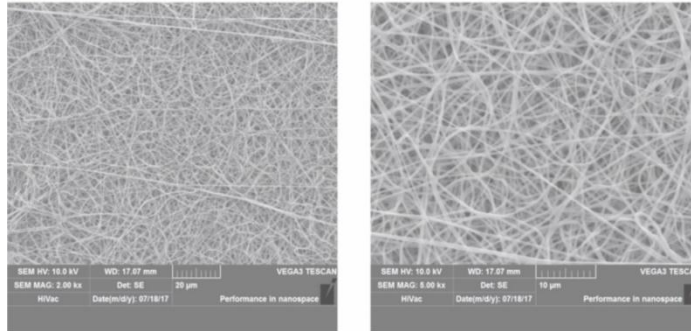 SEM HV: 10.0 kV WD: 17.07 mm VEGA3 TESCAN
SEM MAG: 2.00 kx Det: SE 20 µm
HiVac Date(m/d/y): 07/18/17 Performance in nanospace
SEM HV: 10.0 kV WD: 17.07 mm VEGA3 TESC
SEM MAG: 5.00 kx Det: SE 10 µm
HiVac Date(m/d/y): 07/18/17 Performance in nanospace